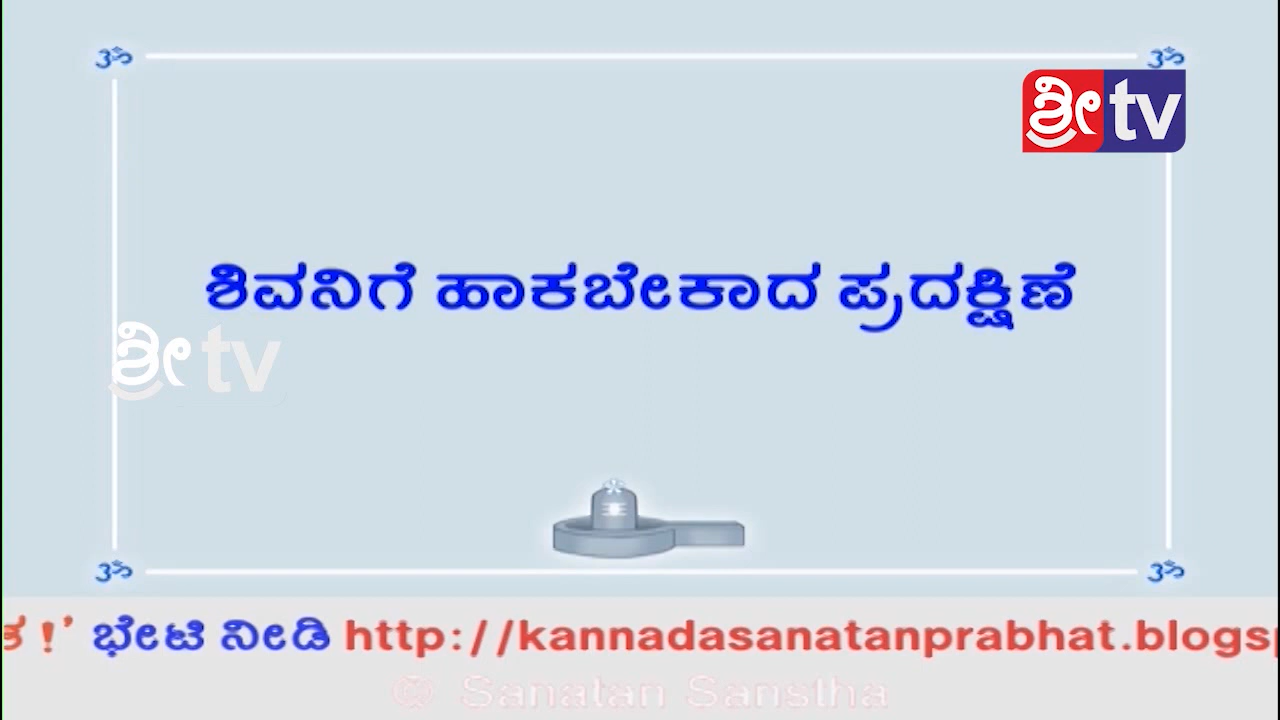 ॐ ॐ
ಶ್ರೀ tv
ಶಿವನಿಗೆ ಹಾಕಬೇಕಾದ ಪ್ರದಕ್ಷಿಣೆ
ಶ್ರೀ tv
ॐ ॐ
!’ ಭೇಟಿ ನೀಡಿ http://kannadasanatanprabhat.blogs
© Sanatan Sanstha